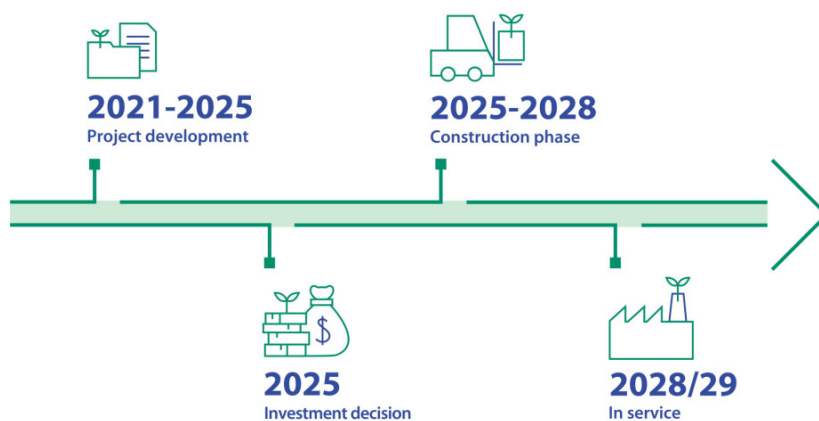 2021-2025
Project development
2025-2028
Construction phase
$
2025
Investment decision
2028/29
In service